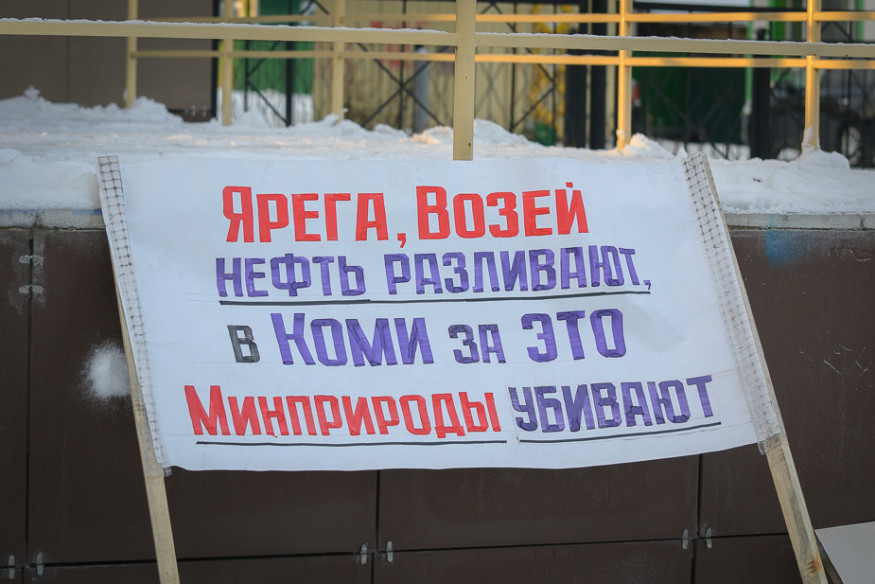 Ярега, Возей
нефть разливают,
в Коми за это
Минприроды убивают